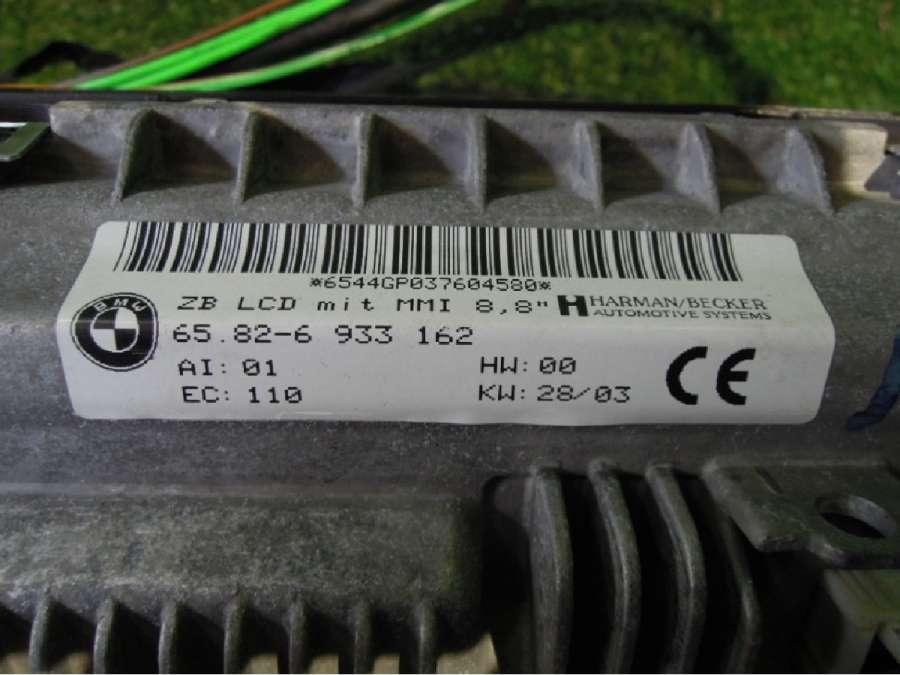 *6544GP037604580*
ZB LCD mit MMI 8,8" HARMAN/BECKER
AUTOMOTIVE SYSTEMS
BMW
65.82-6 933 162
AI: 01 HW: 00
EC: 110 KW: 28/03
CE